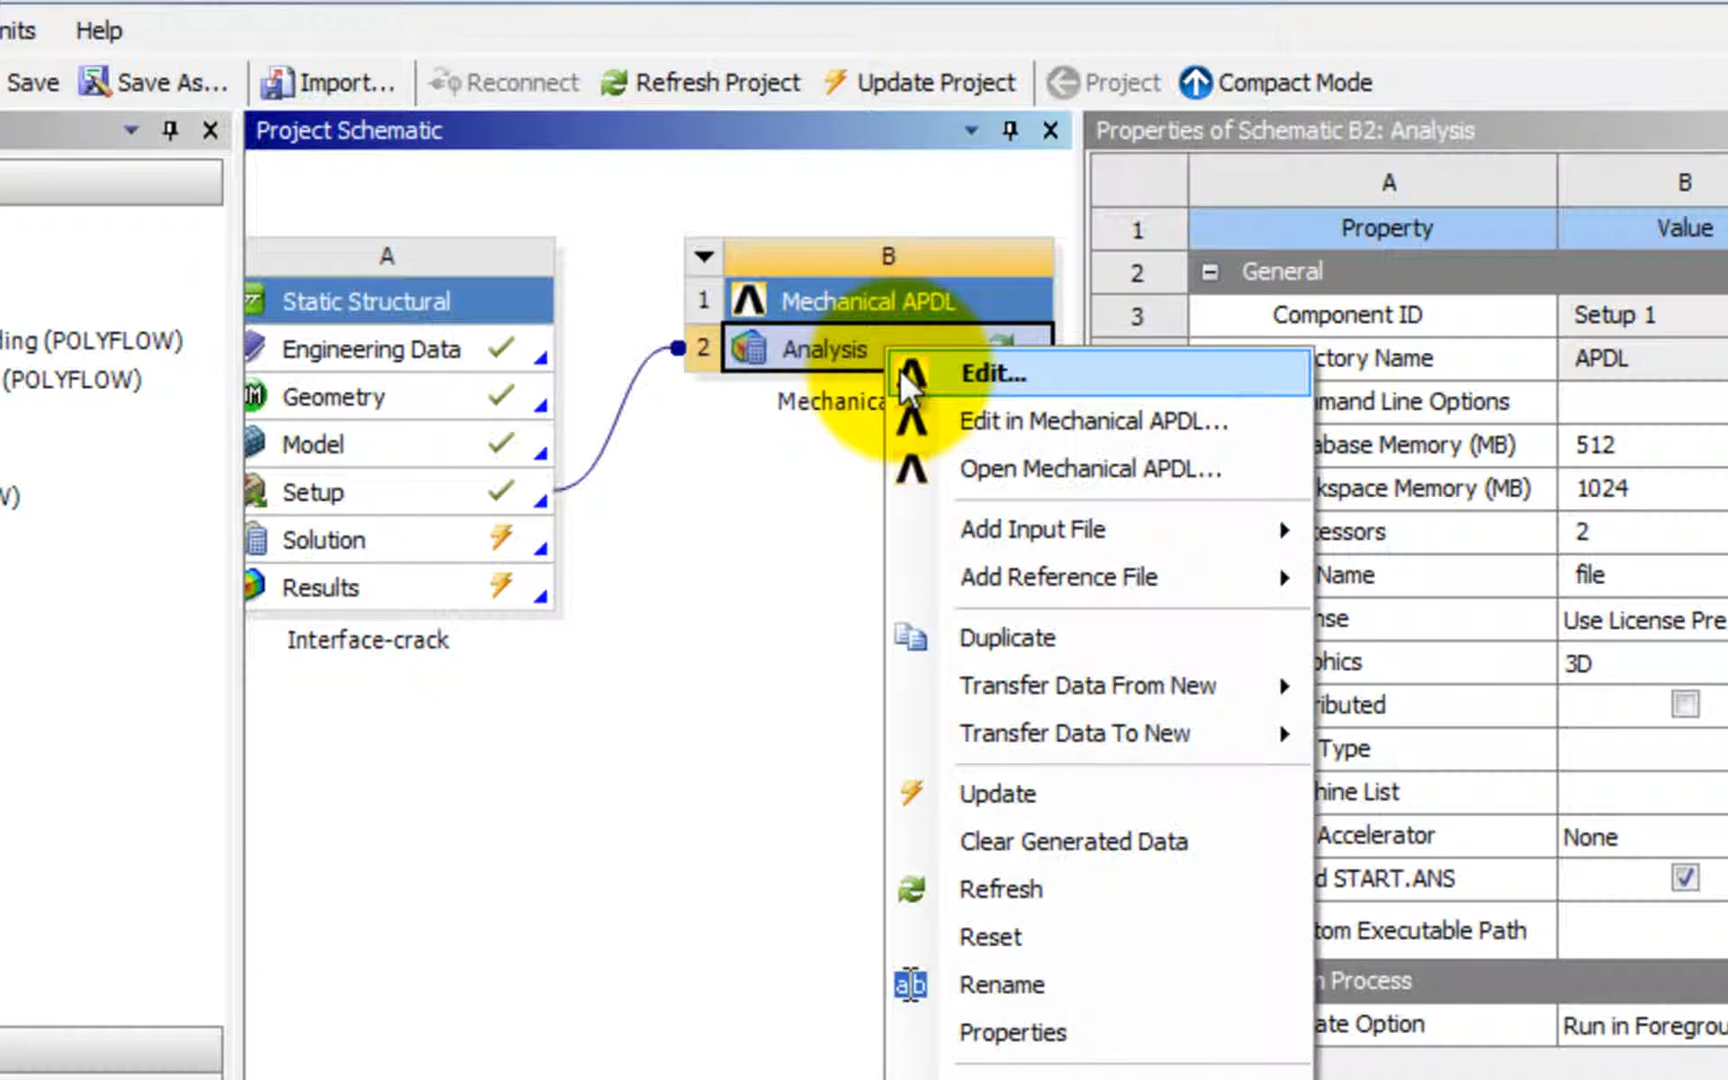 nits Help
Save Save As... Import... Reconnect Refresh Project Update Project Project Compact Mode
Project Schematic
Properties of Schematic B2: Analysis
ding (POLYFLOW)
(POLYFLOW)
W)
A
Static Structural
Engineering Data
Geometry
Model
Setup
Solution
Results
Interface-crack
B
1 Mechanical APDL
2 Analysis
Mechanica
Edit...
Edit in Mechanical APDL...
Open Mechanical APDL...
Add Input File
Add Reference File
Duplicate
Transfer Data From New
Transfer Data To New
Update
Clear Generated Data
Refresh
Reset
Rename
Properties
A B
1 Property Value
2 General
3 Component ID Setup 1
ctory Name APDL
mmand Line Options
abase Memory (MB) 512
kspace Memory (MB) 1024
cessors 2
Name file
nse Use License Pre
phics 3D
ributed
Type
hine List
Accelerator None
d START.ANS
tom Executable Path
n Process
ate Option Run in Foregrou